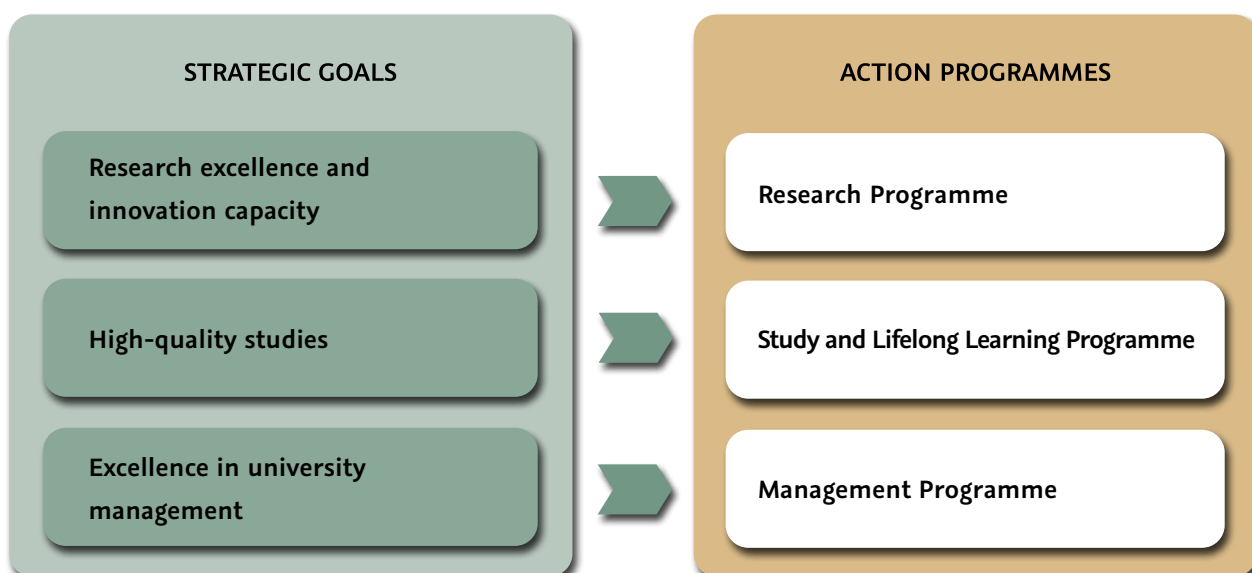 STRATEGIC GOALS
Research excellence and
innovation capacity
High-quality studies
Excellence in university
management
ACTION PROGRAMMES
Research Programme
Study and Lifelong Learning Programme
Management Programme